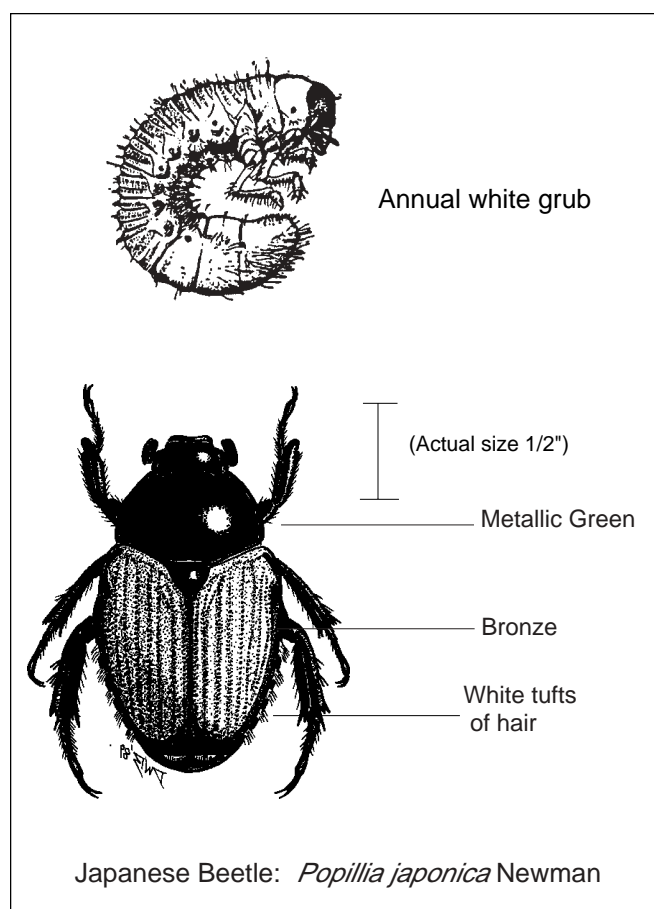 Annual white grub
(Actual size 1/2")
Metallic Green
Bronze
White tufts
of hair
Japanese Beetle: Popillia japonica Newman